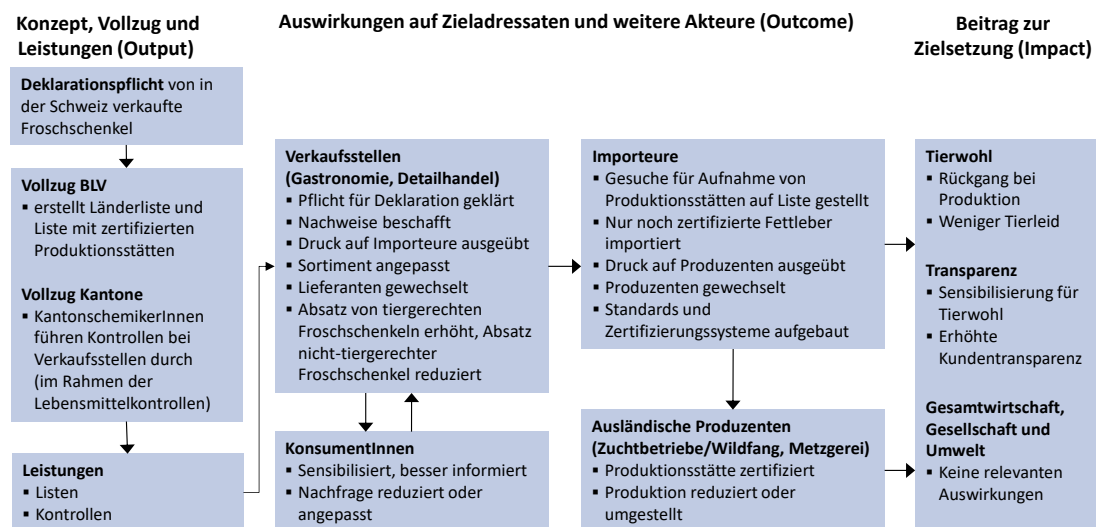 Konzept, Vollzug und
Leistungen (Output)
Auswirkungen auf Zieladressaten und weitere Akteure (Outcome)
Beitrag zur
Zielsetzung (Impact)
Deklarationspflicht von in
der Schweiz verkaufte
Froschschenkel
Vollzug BLV
▪ erstellt Länderliste und
Liste mit zertifizierten
Produktionsstätten
Vollzug Kantone
▪ KantonschemikerInnen
führen Kontrollen bei
Verkaufsstellen durch
(im Rahmen der
Lebensmittelkontrollen)
Leistungen
▪ Listen
▪ Kontrollen
Verkaufsstellen
(Gastronomie, Detailhandel)
▪ Pflicht für Deklaration geklärt
▪ Nachweise beschafft
▪ Druck auf Importeure ausgeübt
▪ Sortiment angepasst
▪ Lieferanten gewechselt
▪ Absatz von tiergerechten
Froschschenkeln erhöht, Absatz
nicht-tiergerechter
Froschschenkel reduziert
KonsumentInnen
▪ Sensibilisiert, besser informiert
▪ Nachfrage reduziert oder
angepasst
Importeure
▪ Gesuche für Aufnahme von
Produktionsstätten auf Liste gestellt
▪ Nur noch zertifizierte Fettleber
importiert
▪ Druck auf Produzenten ausgeübt
▪ Produzenten gewechselt
▪ Standards und
Zertifizierungssysteme aufgebaut
Ausländische Produzenten
(Zuchtbetriebe/Wildfang, Metzgerei)
▪ Produktionsstätte zertifiziert
▪ Produktion reduziert oder
umgestellt
Tierwohl
▪ Rückgang bei
Produktion
▪ Weniger Tierleid
Transparenz
▪ Sensibilisierung für
Tierwohl
▪ Erhöhte
Kundentransparenz
Gesamtwirtschaft,
Gesellschaft und
Umwelt
▪ Keine relevanten
Auswirkungen